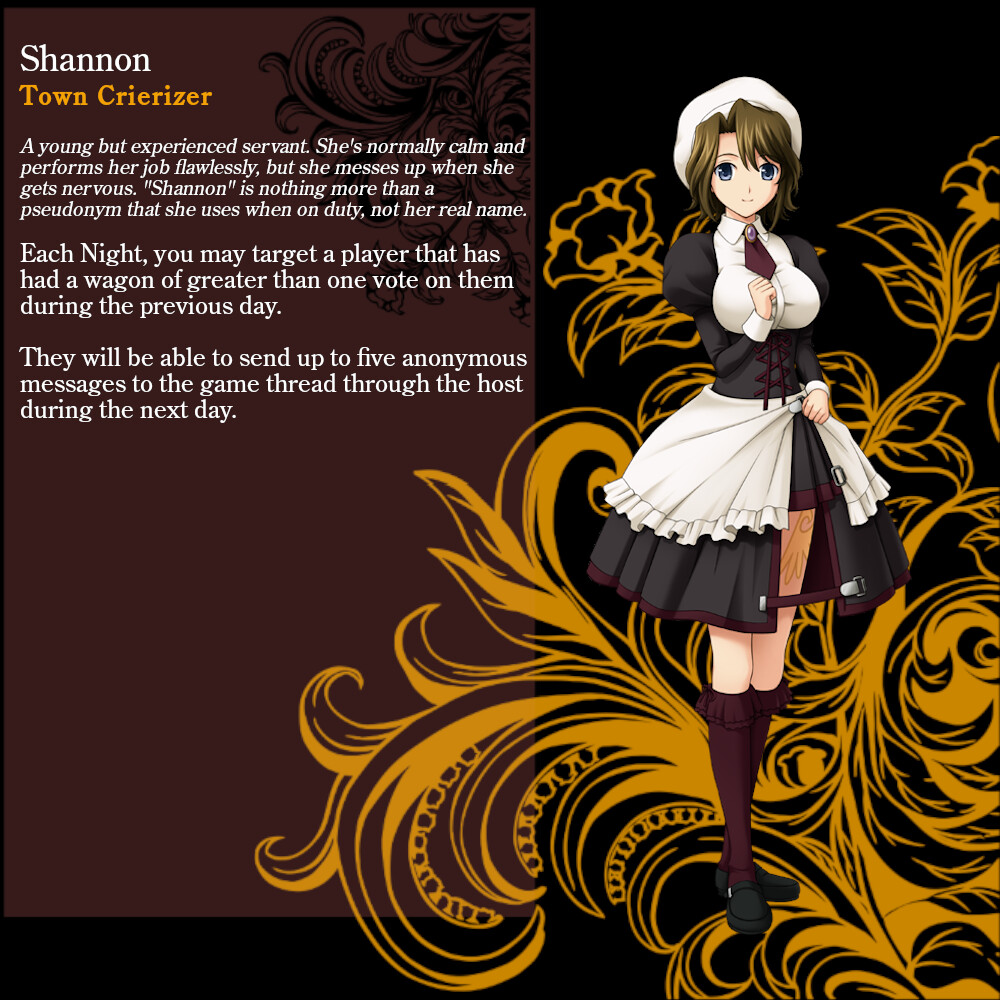 Shannon
Town Crierizer
A young but experienced servant. She's normally calm and
performs her job flawlessly, but she messes up when she
gets nervous. "Shannon" is nothing more than a
pseudonym that she uses when on duty, not her real name.
Each Night, you may target a player that has
had a wagon of greater than one vote on them
during the previous day.
They will be able to send up to five anonymous
messages to the game thread through the host
during the next day.